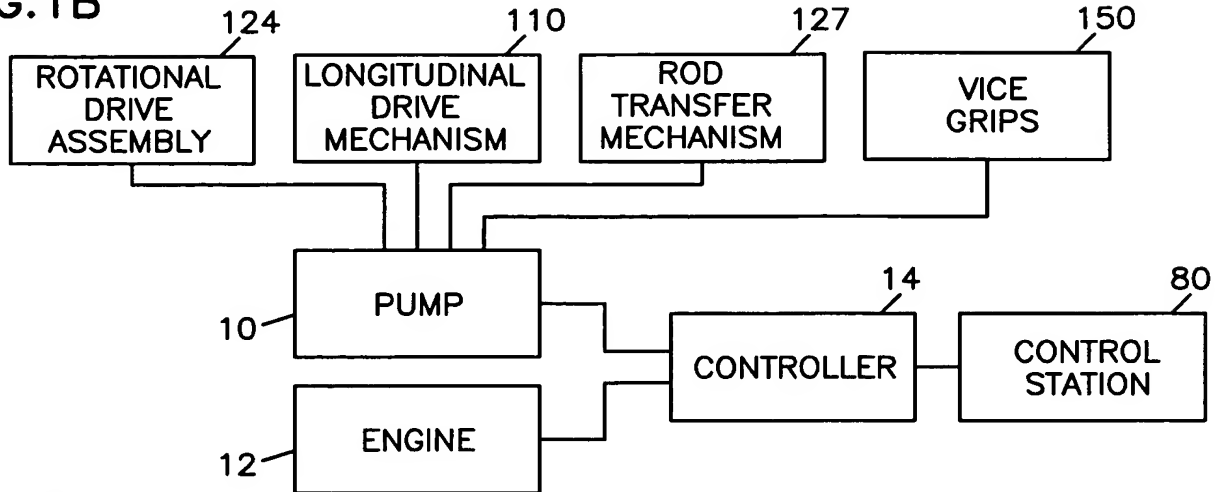 G.1B
124
110
127
150
ROTATIONAL
DRIVE
ASSEMBLY
LONGITUDINAL
DRIVE
MECHANISM
ROD
TRANSFER
MECHANISM
VICE
GRIPS
10
PUMP
14
80
CONTROLLER
CONTROL
STATION
12
ENGINE